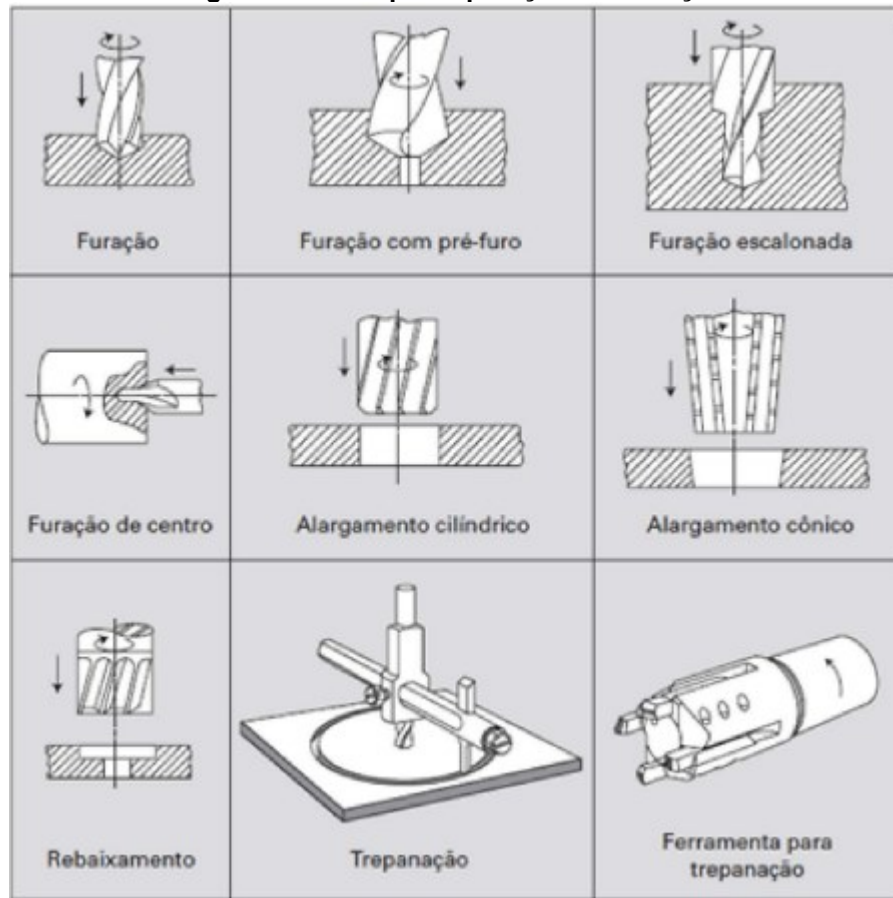 Furação
Furação com pré-furo
Furação escalonada
Furação de centro
Alargamento cilíndrico
Alargamento cônico
Rebaixamento
Trepanação
Ferramenta para
trepanação